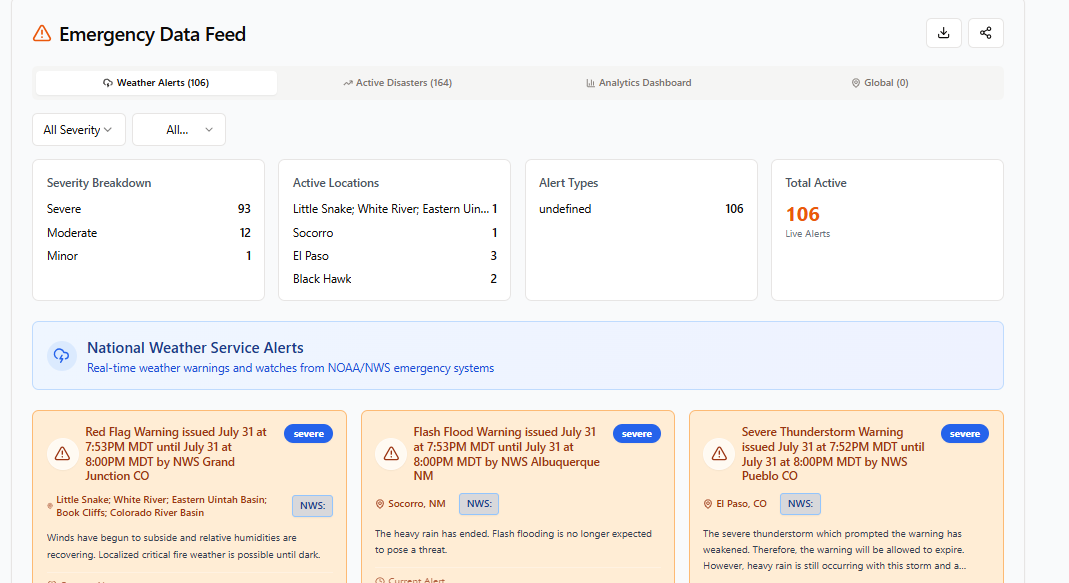 Emergency Data Feed
Weather Alerts (106)
Active Disasters (164)
Analytics Dashboard
Global (0)
All Severity
All...
Severity Breakdown
Severe 93
Moderate 12
Minor 1
Active Locations
Little Snake; White River; Eastern Uin... 1
Socorro 1
El Paso 3
Black Hawk 2
Alert Types
undefined 106
Total Active
106
Live Alerts
National Weather Service Alerts
Real-time weather warnings and watches from NOAA/NWS emergency systems
Red Flag Warning issued July 31 at
7:53PM MDT until July 31 at
8:00PM MDT by NWS Grand
Junction CO
severe
Little Snake; White River; Eastern Uintah Basin;
Book Cliffs; Colorado River Basin
NWS:
Winds have begun to subside and relative humidities are
recovering. Localized critical fire weather is possible until dark.
Flash Flood Warning issued July 31
at 7:53PM MDT until July 31 at
8:00PM MDT by NWS Albuquerque
NM
severe
Socorro, NM
NWS:
The heavy rain has ended. Flash flooding is no longer expected
to pose a threat.
Current Alert
Severe Thunderstorm Warning
issued July 31 at 7:52PM MDT until
July 31 at 8:00PM MDT by NWS
Pueblo CO
severe
El Paso, CO
NWS:
The severe thunderstorm which prompted the warning has
weakened. Therefore, the warning will be allowed to expire.
However, heavy rain is still occurring with this storm and a...